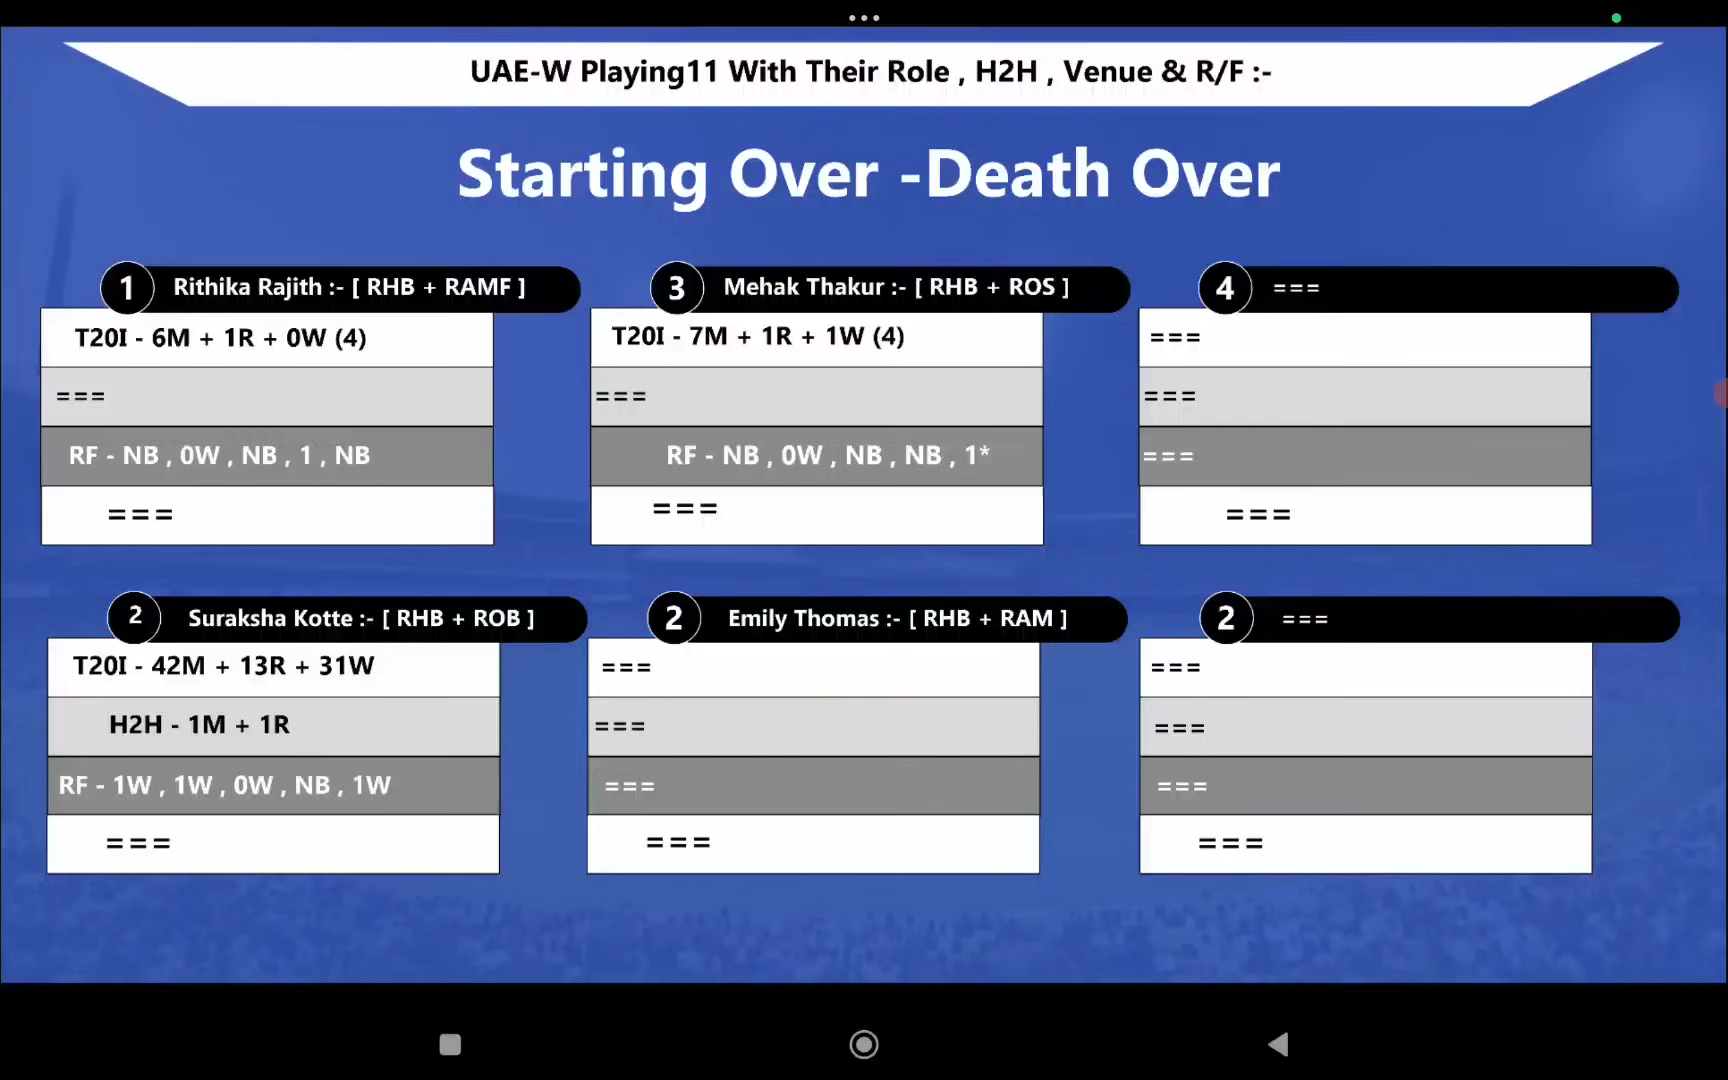 UAE-W Playing11 With Their Role , H2H , Venue & R/F :-
Starting Over -Death Over
1 Rithika Rajith :- [ RHB + RAMF ]
T20I - 6M + 1R + 0W (4)
===
RF - NB , 0W , NB , 1 , NB
===
3 Mehak Thakur :- [ RHB + ROS ]
T20I - 7M + 1R + 1W (4)
===
RF - NB , 0W , NB , NB , 1*
===
4 ===
===
===
===
===
2 Suraksha Kotte :- [ RHB + ROB ]
T20I - 42M + 13R + 31W
H2H - 1M + 1R
RF - 1W , 1W , 0W , NB , 1W
===
2 Emily Thomas :- [ RHB + RAM ]
===
===
===
===
2 ===
===
===
===
===